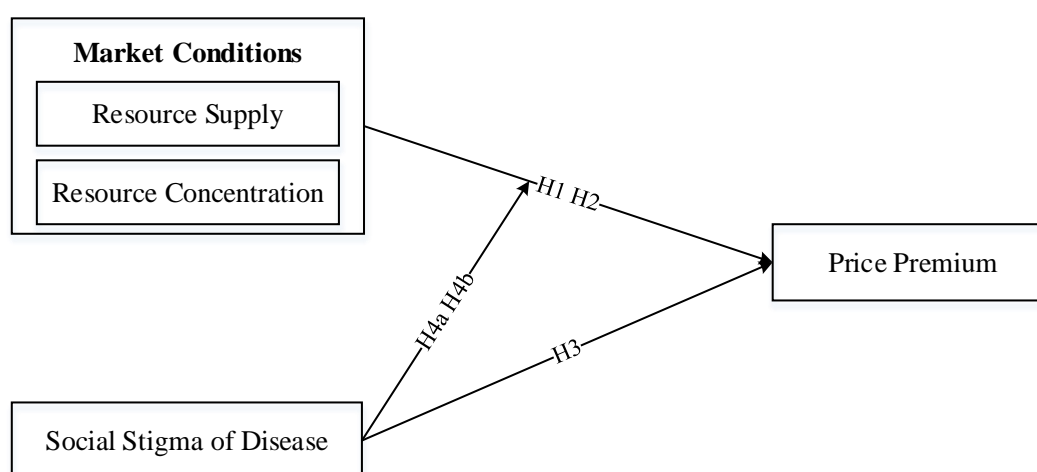 Market Conditions
Resource Supply
Resource Concentration
H1 H2
Price Premium
H4a H4b
H3
Social Stigma of Disease